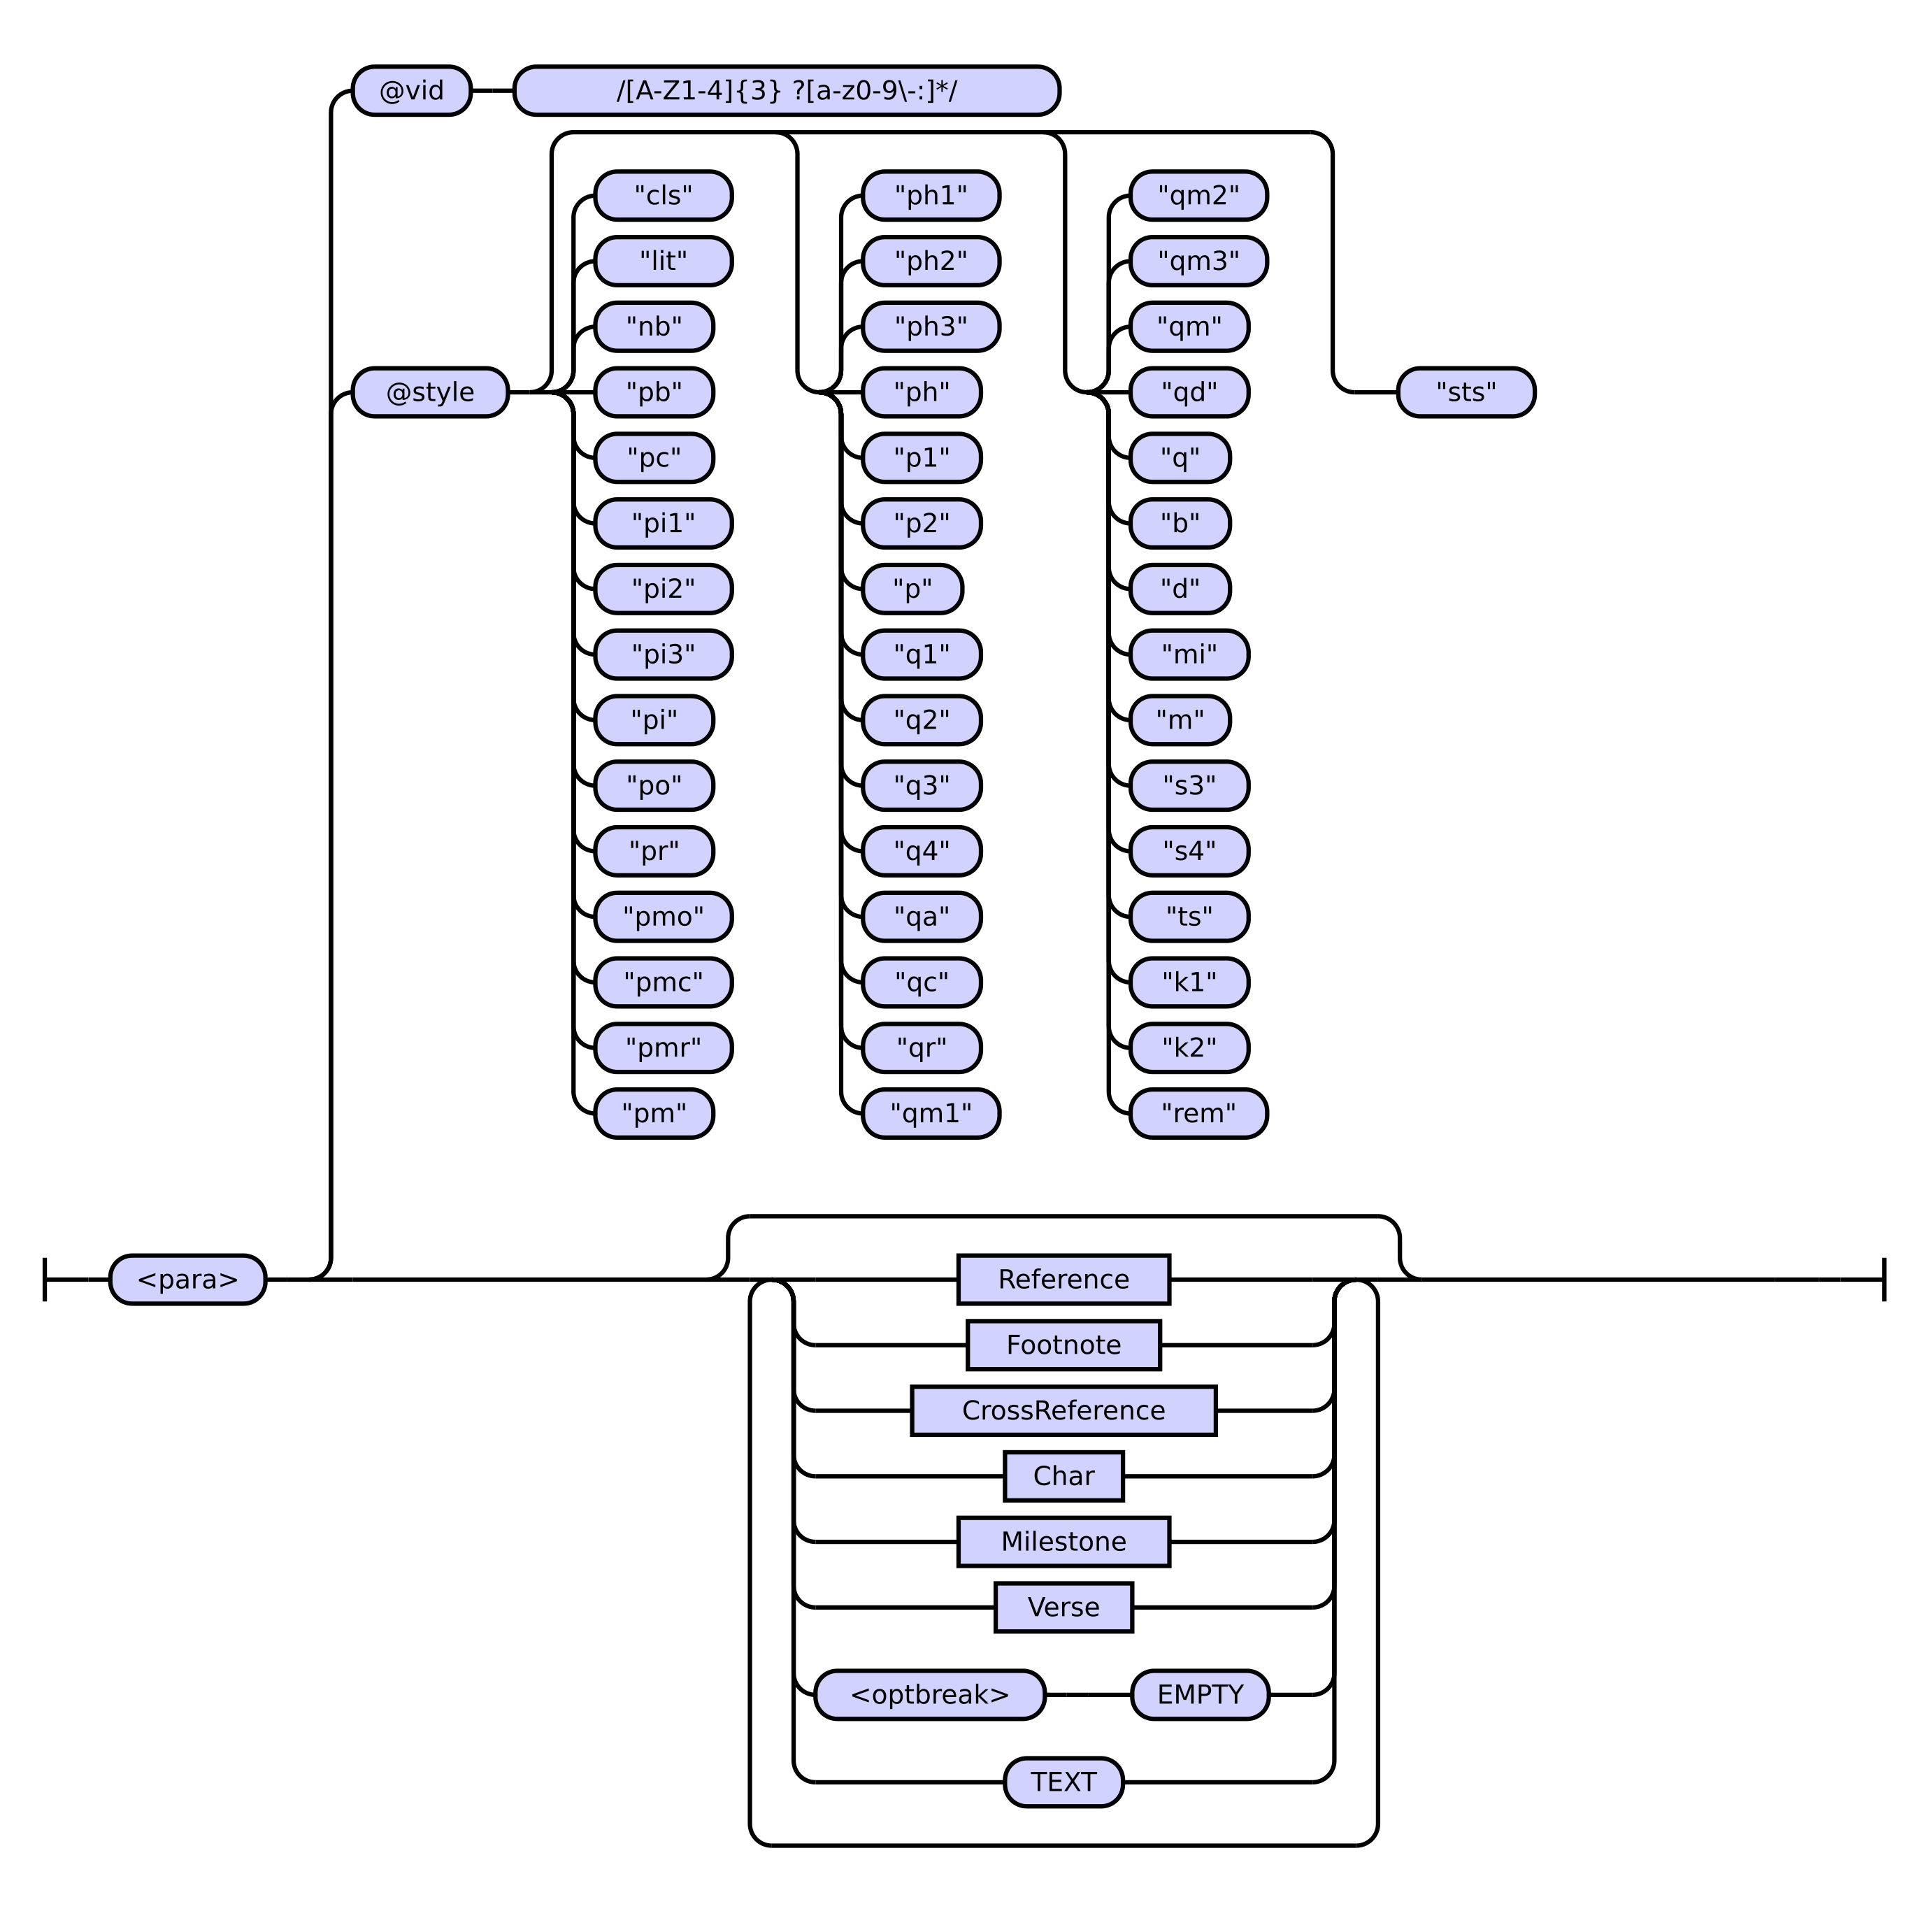 @vid /[A-Z1-4]{3} ?[a-z0-9\-:]*/
"cls" "ph1" "qm2"
"lit" "ph2" "qm3"
"nb" "ph3" "qm"
@style "pb" "ph" "qd" "sts"
"pc" "p1" "q"
"pi1" "p2" "b"
"pi2" "p" "d"
"pi3" "q1" "mi"
"pi" "q2" "m"
"po" "q3" "s3"
"pr" "q4" "s4"
"pmo" "qa" "ts"
"pmc" "qc" "k1"
"pmr" "qr" "k2"
"pm" "qm1" "rem"
<para> Reference
Footnote
CrossReference
Char
Milestone
Verse
<optbreak> EMPTY
TEXT